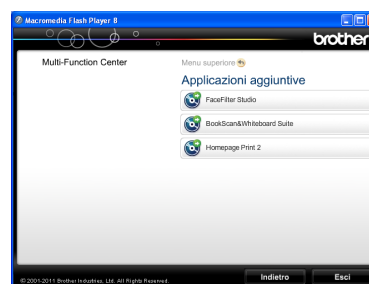 Macromedia Flash Player 8
brother
Multi-Function Center
Menu superiore
Applicazioni aggiuntive
FaceFilter Studio
BookScan&Whiteboard Suite
Homepage Print 2
© 2001-2011 Brother Industries, Ltd. All Rights Reserved.
Indietro
Esci